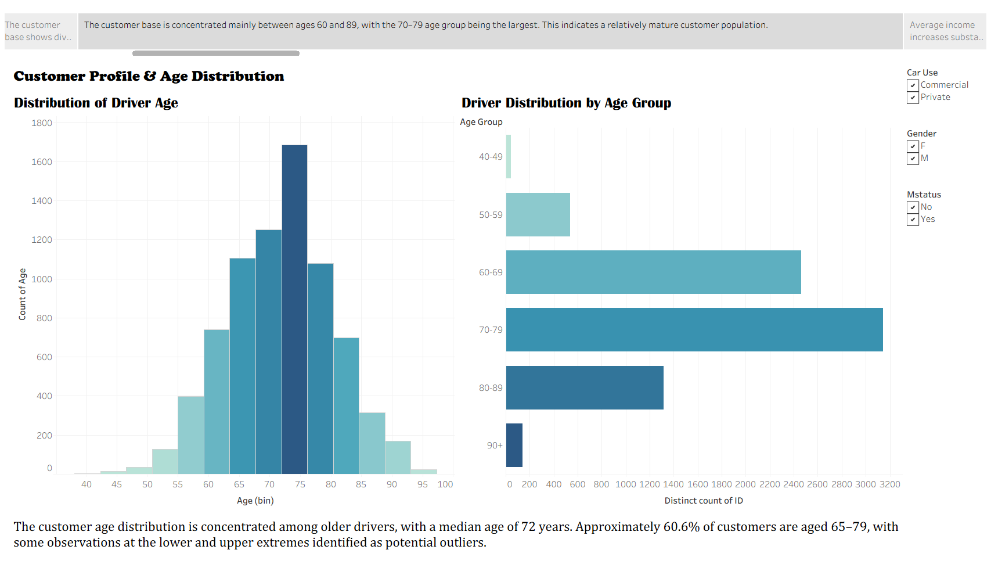 The customer
base shows div..
The customer base is concentrated mainly between ages 60 and 89, with the 70–79 age group being the largest. This indicates a relatively mature customer population.
Average income
increases substa..
Customer Profile & Age Distribution
Distribution of Driver Age
1800
1600
1400
1200
1000
800
600
400
200
0
Count of Age
40 45 50 55 60 65 70 75 80 85 90 95 100
Age (bin)
Driver Distribution by Age Group
Age Group
40-49
50-59
60-69
70-79
80-89
90+
0 200 400 600 800 1000 1200 1400 1600 1800 2000 2200 2400 2600 2800 3000 3200
Distinct count of ID
Car Use
Commercial
Private
Gender
F
M
Mstatus
No
Yes
The customer age distribution is concentrated among older drivers, with a median age of 72 years. Approximately 60.6% of customers are aged 65–79, with
some observations at the lower and upper extremes identified as potential outliers.